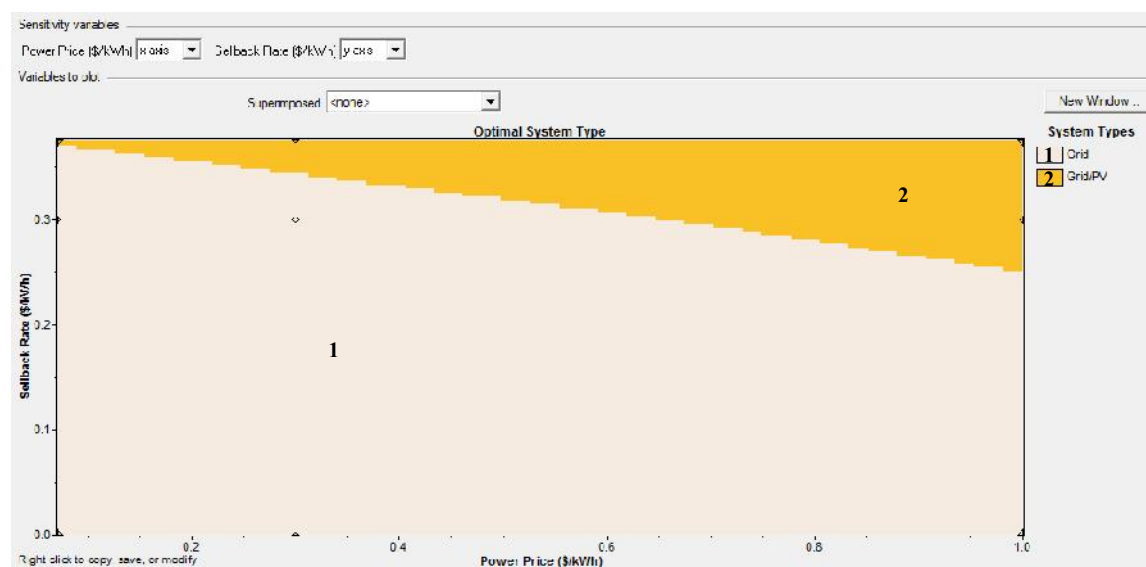 Sensitivity variables
Power Price ($/kWh) x axis Sellback Rate ($/kWh) y axis
Variables to plot
Superimposed <none> New Window...
Optimal System Type System Types
1 Grid
2 Grid/PV
2
0.3
Sellback Rate ($/kWh)
0.2
1
0.1
0.0
0.2 0.4 0.6 0.8 1.0
Right click to copy, save, or modify Power Price ($/kWh)